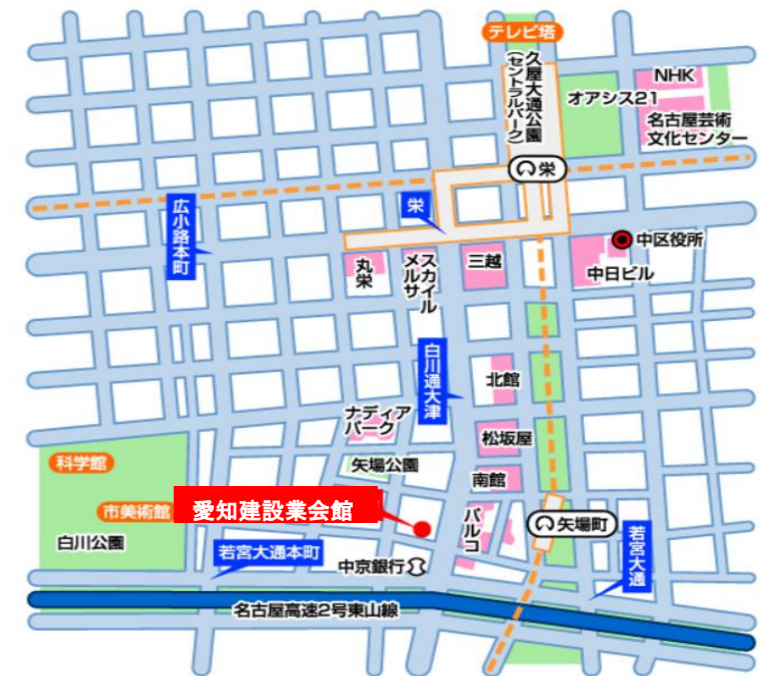 テレビ塔
久屋大通公園
(セントラルパーク)
NHK
オアシス21
名古屋芸術
文化センター
栄
広小路本町
栄
中区役所
丸栄
スカイル
メルサ
三越
中日ビル
白川通大津
北館
ナディア
パーク
松坂屋
科学館
矢場公園
南館
市美術館
愛知建設業会館
パルコ
矢場町
若宮大通
白川公園
若宮大通本町
中京銀行
名古屋高速2号東山線